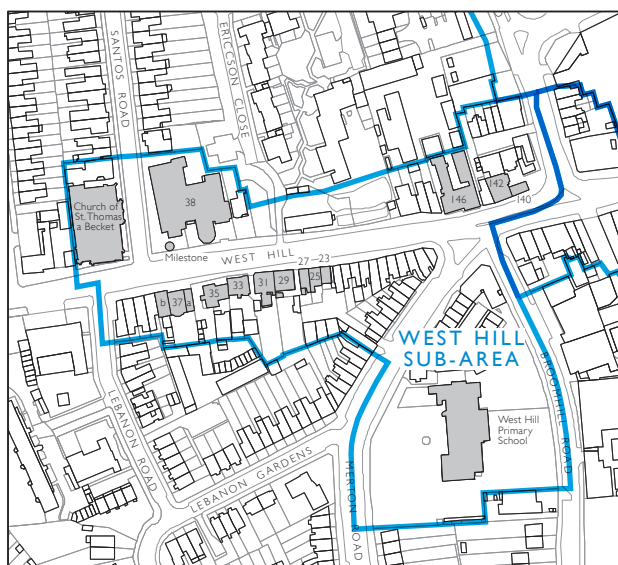 SANTOS ROAD
ERICCSON CLOSE
Church of
St. Thomas
a Becket
38
Milestone
WEST HILL
146
142
140
27 – 23
b
37
a
35
33
31
29
25
WEST HILL
SUB-AREA
BROOMHILL ROAD
West Hill
Primary
School
LEBANON ROAD
LEBANON GARDENS
MERTON ROAD